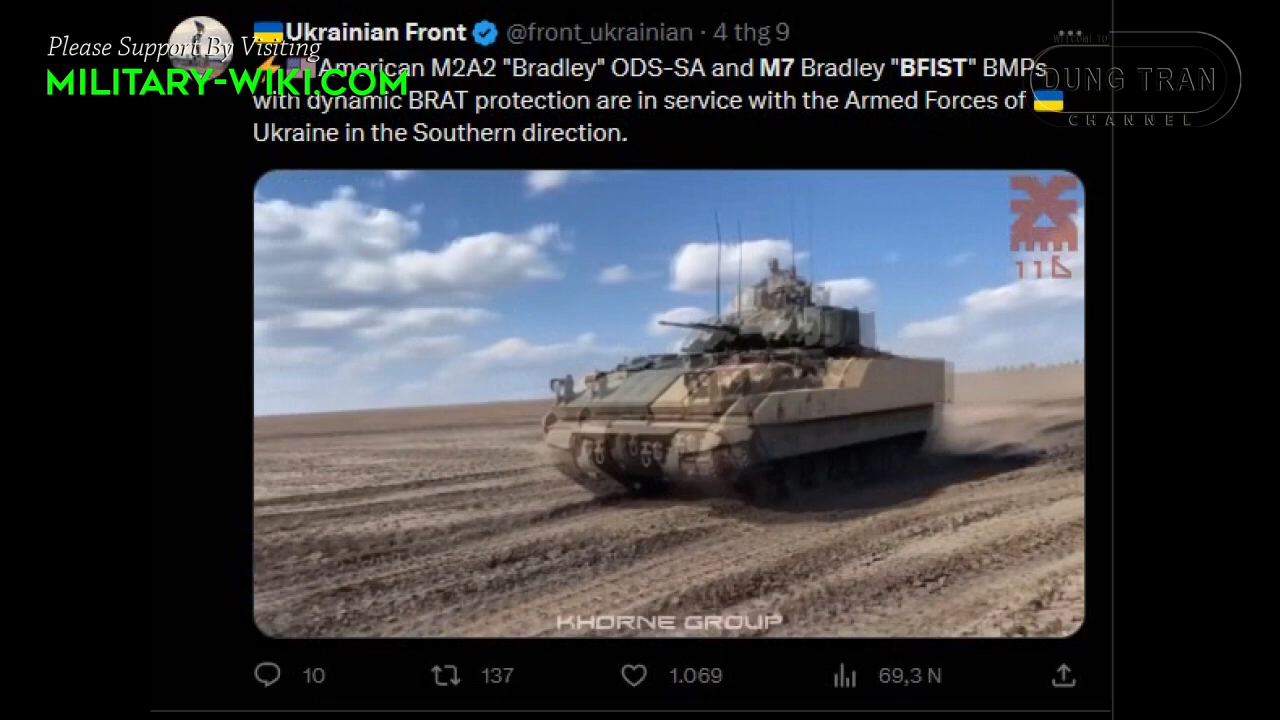 Ukrainian Front @front_ukrainian · 4 thg 9
Please Support By Visiting
American M2A2 "Bradley" ODS-SA and M7 Bradley "BFIST" BMPs
MILITARY-WIKI.COM
WELCOME TO
DUNG TRAN
CHANNEL
with dynamic BRAT protection are in service with the Armed Forces of
Ukraine in the Southern direction.
116
KHORNE GROUP
10 137 1.069 69,3 N